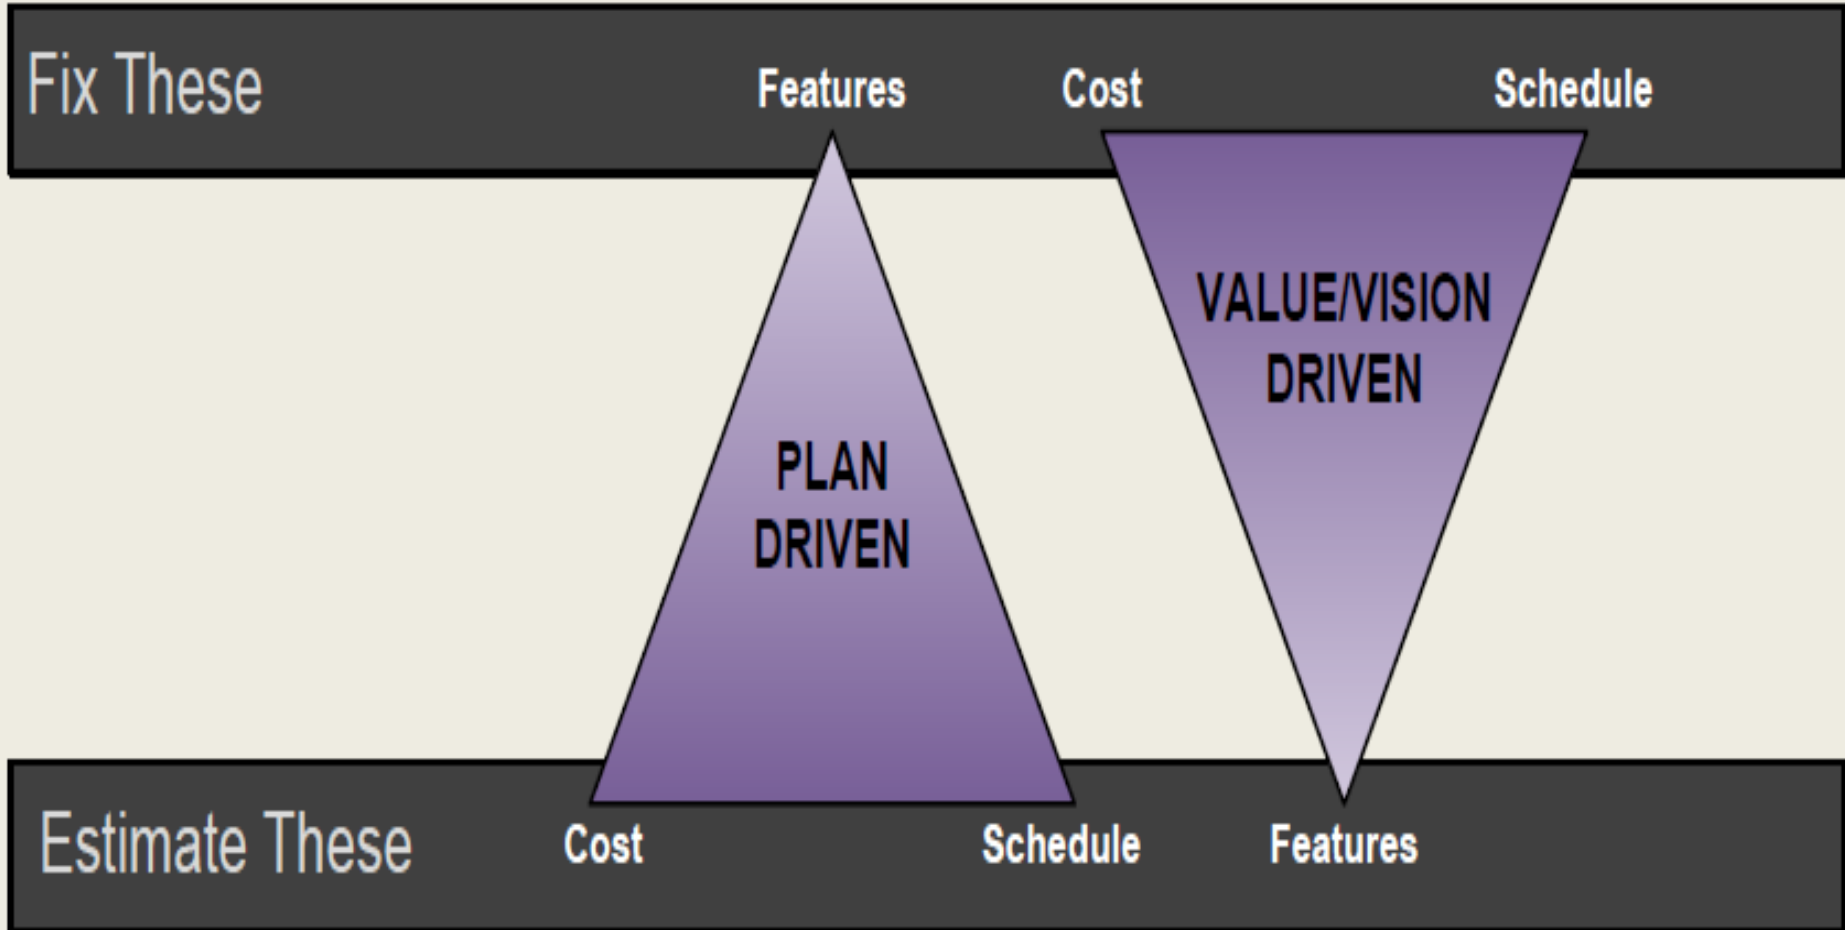 Fix These
Features
Cost
Schedule
VALUE/VISION
DRIVEN
PLAN
DRIVEN
Estimate These
Cost
Schedule
Features